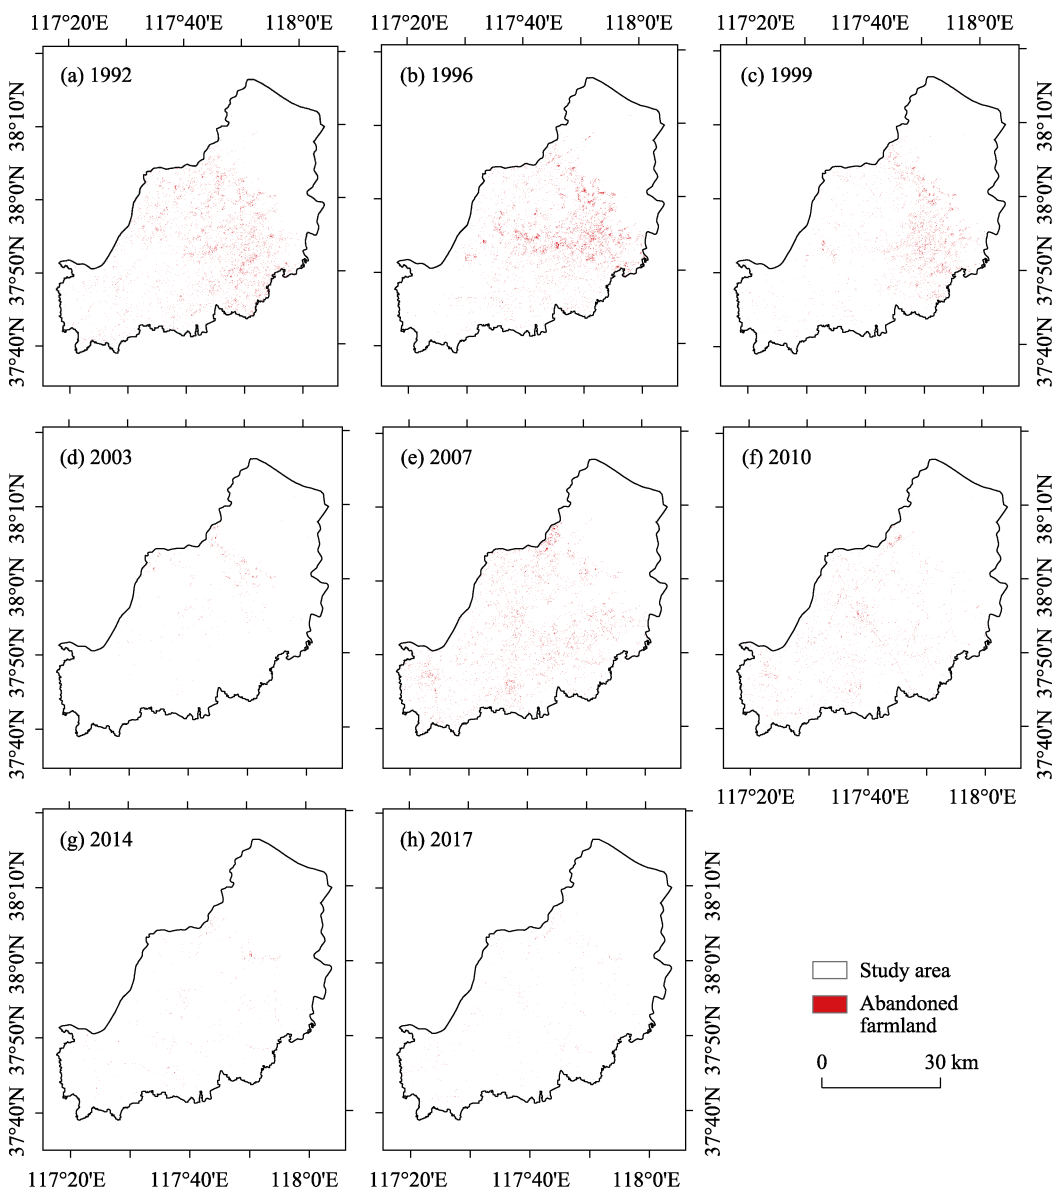 117°20'E 117°40'E 118°0'E 117°20'E 117°40'E 118°0'E 117°20'E 117°40'E 118°0'E
(a) 1992 (b) 1996 (c) 1999
38°10'N 38°10'N
38°0'N 38°0'N
37°50'N 37°50'N
37°40'N 37°40'N
(d) 2003 (e) 2007 (f) 2010
38°10'N 38°10'N
38°0'N 38°0'N
37°50'N 37°50'N
37°40'N 37°40'N
117°20'E 117°40'E 118°0'E
(g) 2014 (h) 2017
38°10'N 38°10'N
38°0'N 38°0'N
37°50'N 37°50'N
37°40'N 37°40'N
117°20'E 117°40'E 118°0'E 117°20'E 117°40'E 118°0'E
Study area
Abandoned
farmland
0 30 km